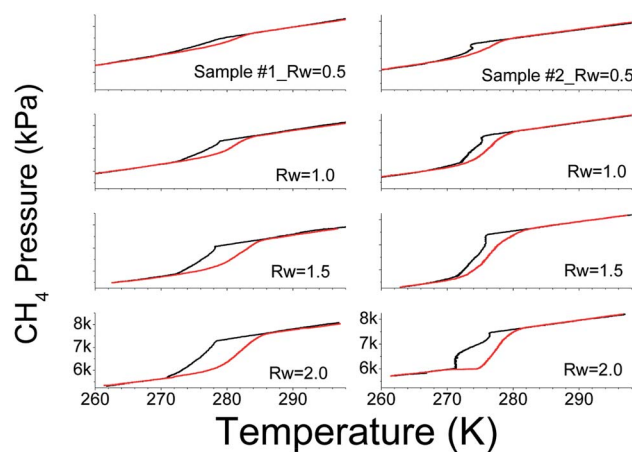 CH4 Pressure (kPa)
Sample #1_Rw=0.5
Sample #2_Rw=0.5
Rw=1.0
Rw=1.0
Rw=1.5
Rw=1.5
8k
7k
6k
Rw=2.0
8k
7k
6k
Rw=2.0
260 270 280 290
260 270 280 290
Temperature (K)